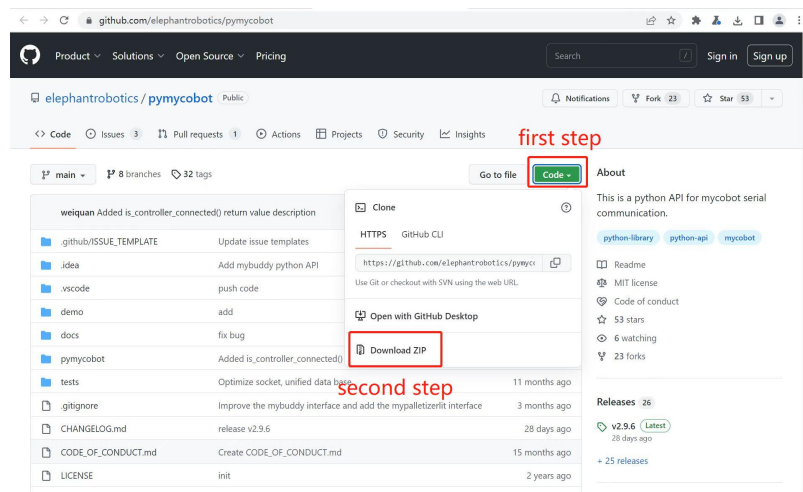 github.com/elephantrobotics/pymycobot
Product Solutions Open Source Pricing Search / Sign in Sign up
elephantrobotics / pymycobot Public Notifications Fork 23 Star 53
Code Issues 3 Pull requests 1 Actions Projects Security Insights
first step
main 8 branches 32 tags Go to file Code
About
This is a python API for mycobot serial
communication.
python-library python-api mycobot
Readme
MIT license
Code of conduct
53 stars
6 watching
23 forks
Releases 26
v2.9.6 Latest
28 days ago
+ 25 releases
Clone
HTTPS GitHub CLI
https://github.com/elephantrobotics/pymyc
Use Git or checkout with SVN using the web URL.
Open with GitHub Desktop
Download ZIP
second step
weiquan Added is_controller_connected() return value description
.github/ISSUE_TEMPLATE Update issue templates
.idea Add mybuddy python API
.vscode push code
demo add
docs fix bug
pymycobot Added is_controller_connected()
tests Optimize socket, unified data base 11 months ago
.gitignore Improve the mybuddy interface and add the mypalletizerlit interface 3 months ago
CHANGELOG.md release v2.9.6 28 days ago
CODE_OF_CONDUCT.md Create CODE_OF_CONDUCT.md 15 months ago
LICENSE init 2 years ago